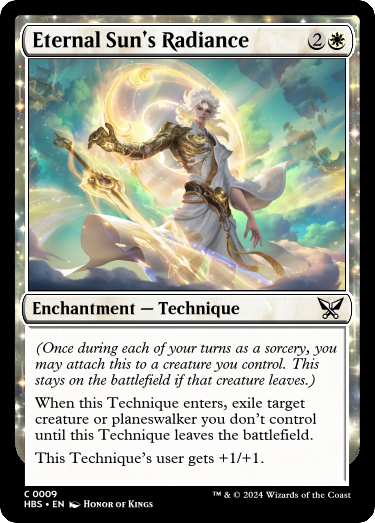 Eternal Sun's Radiance 2
Enchantment — Technique
(Once during each of your turns as a sorcery, you
may attach this to a creature you control. This
stays on the battlefield if that creature leaves.)
When this Technique enters, exile target
creature or planeswalker you don't control
until this Technique leaves the battlefield.
This Technique's user gets +1/+1.
C 0009
HBS • EN Honor of Kings
™ & © 2024 Wizards of the Coast